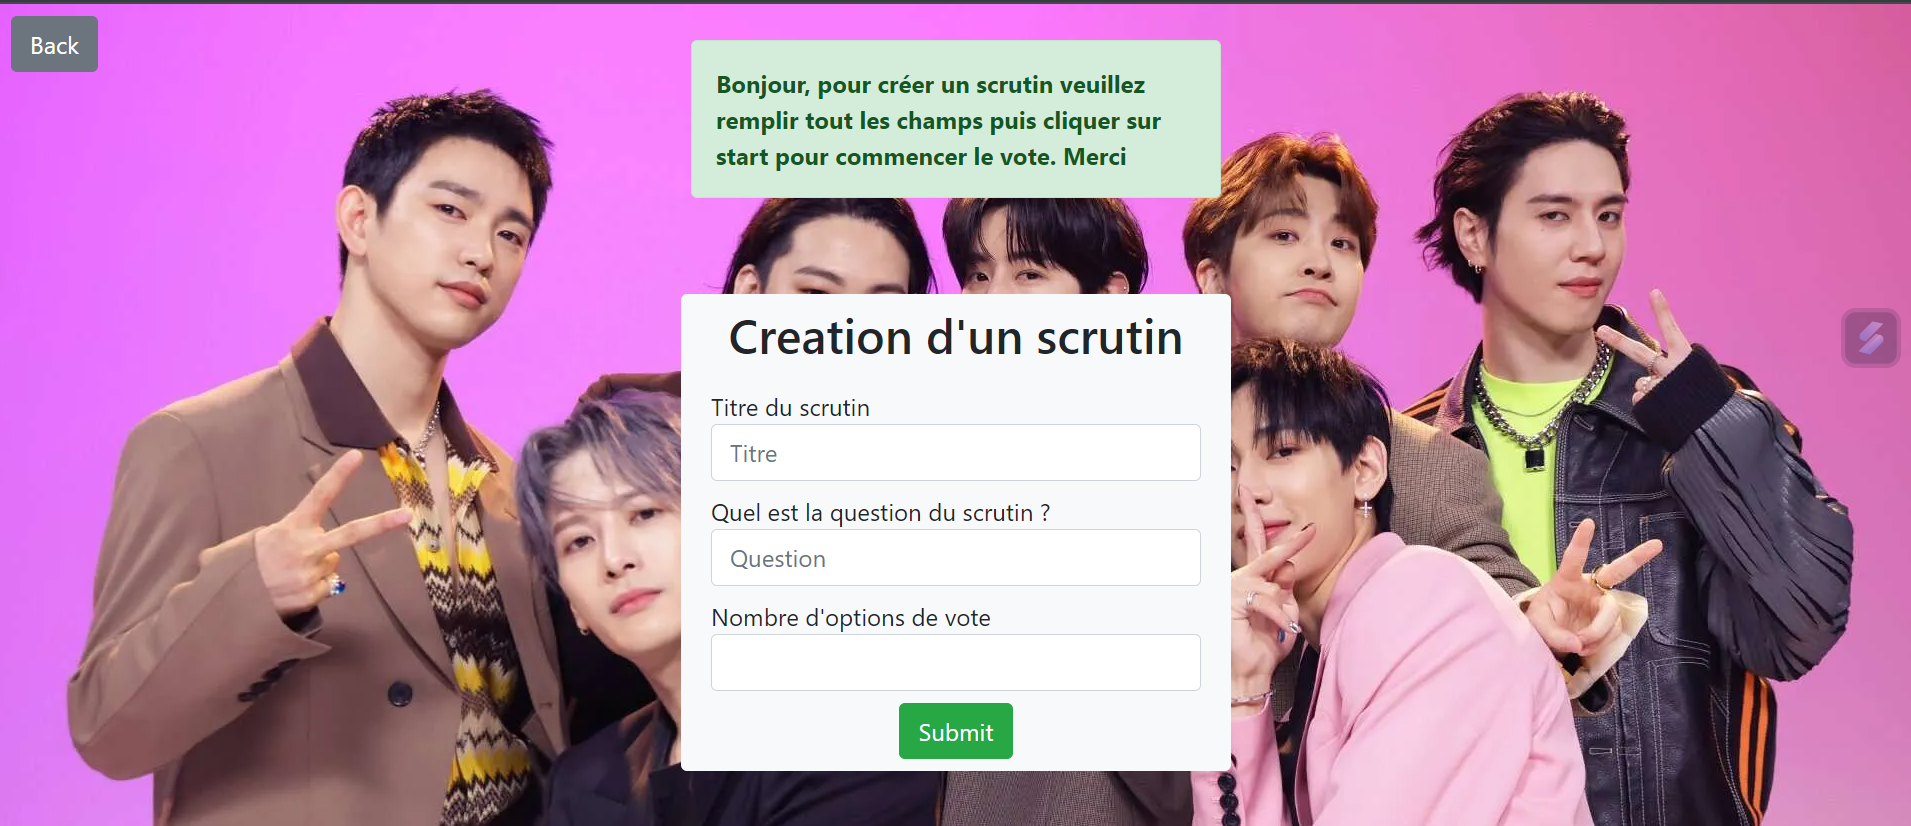 Back
Bonjour, pour créer un scrutin veuillez
remplir tout les champs puis cliquer sur
start pour commencer le vote. Merci
Creation d'un scrutin
Titre du scrutin
Titre
Quel est la question du scrutin ?
Question
Nombre d'options de vote
Submit